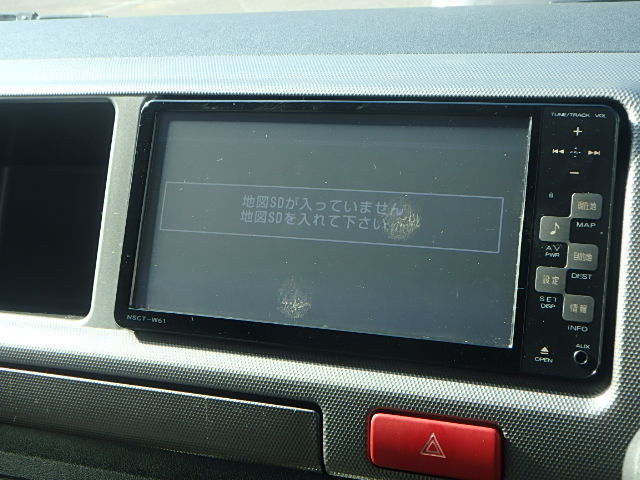 地図SDが入っていません
地図SDを入れて下さい
NSCT-W61
TUNE/TRACK VOL
現在地
MAP
AV
PWR
目的地
DEST
設定
SET
DISP
情報
INFO
OPEN
AUX